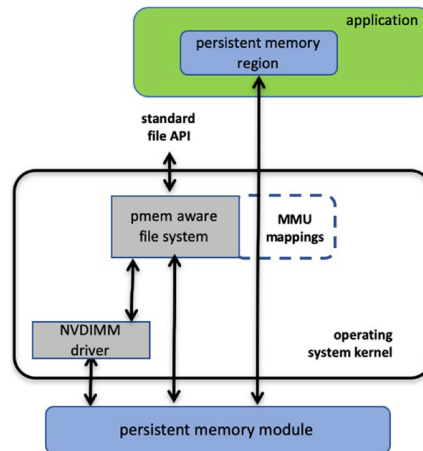 application
persistent memory
region
standard
file API
pmem aware
file system
MMU
mappings
NVDIMM
driver
operating
system kernel
persistent memory module